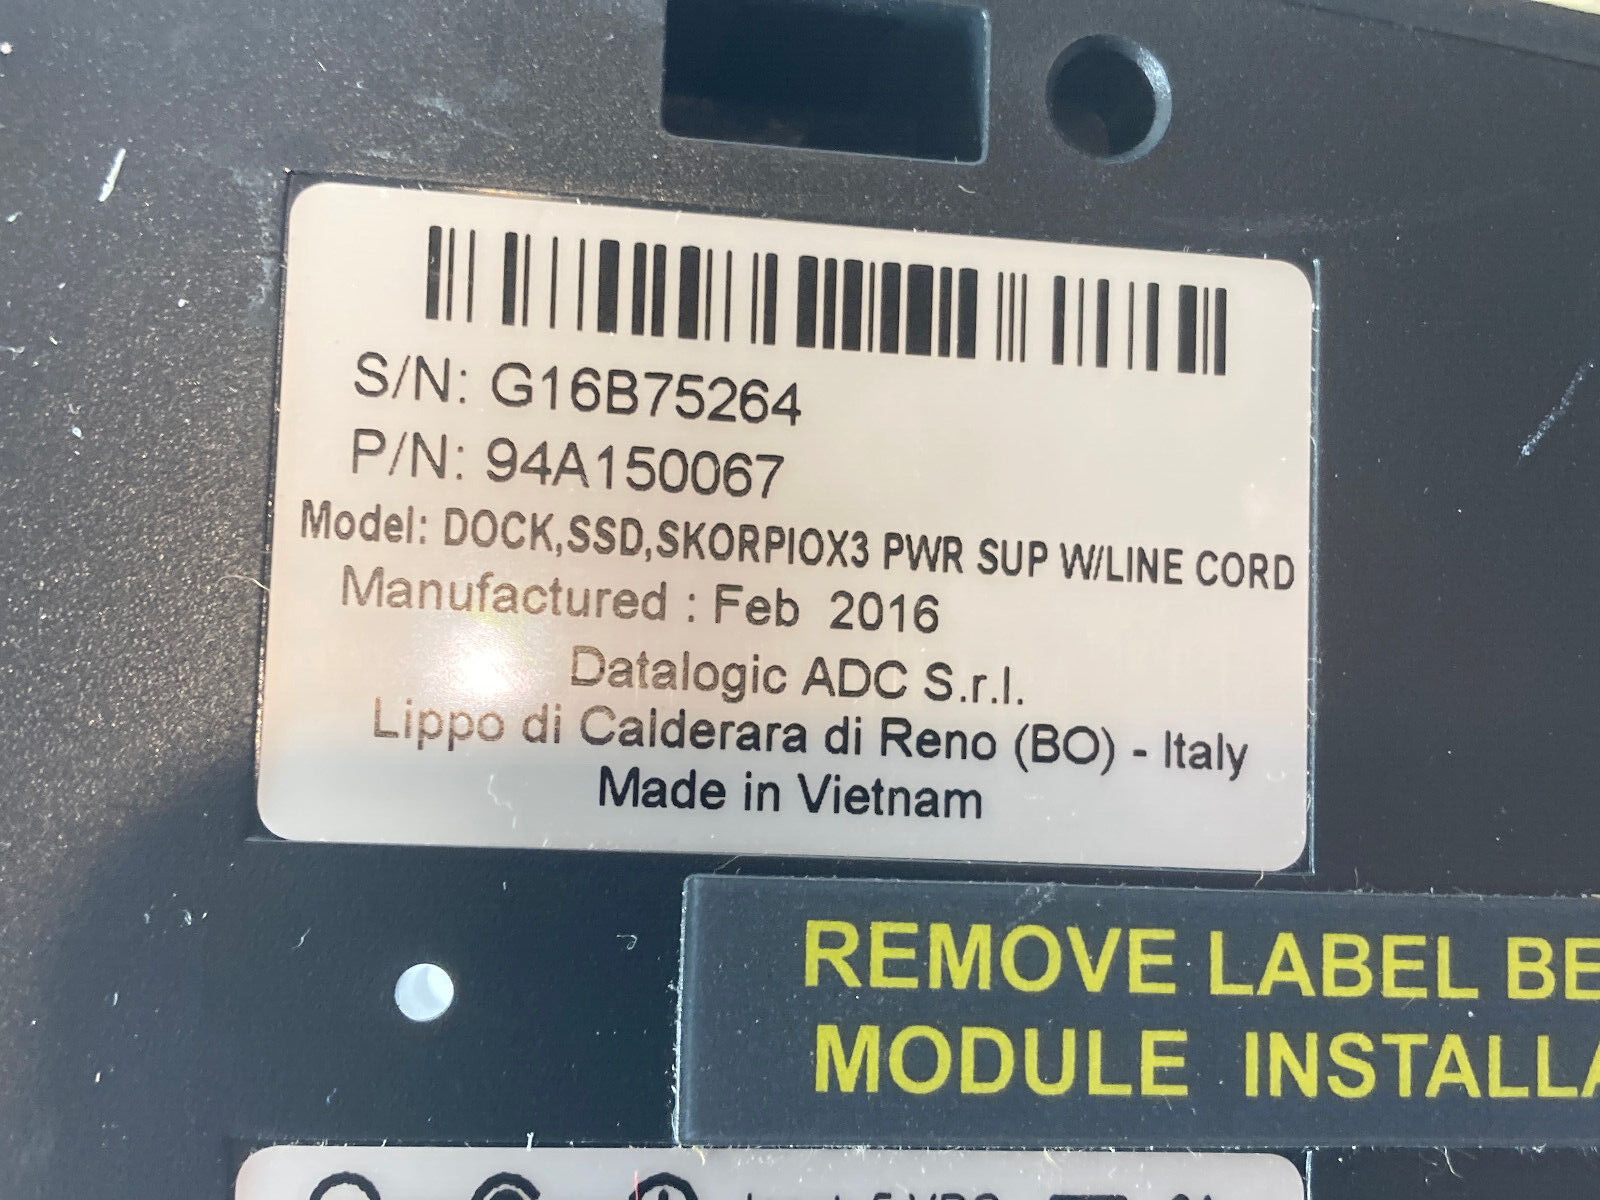 S/N: G16B75264
P/N: 94A150067
Model: DOCK,SSD,SKORPIOX3 PWR SUP W/LINE CORD
Manufactured : Feb 2016
Datalogic ADC S.r.l.
Lippo di Calderara di Reno (BO) - Italy
Made in Vietnam
REMOVE LABEL BE
MODULE INSTALLA